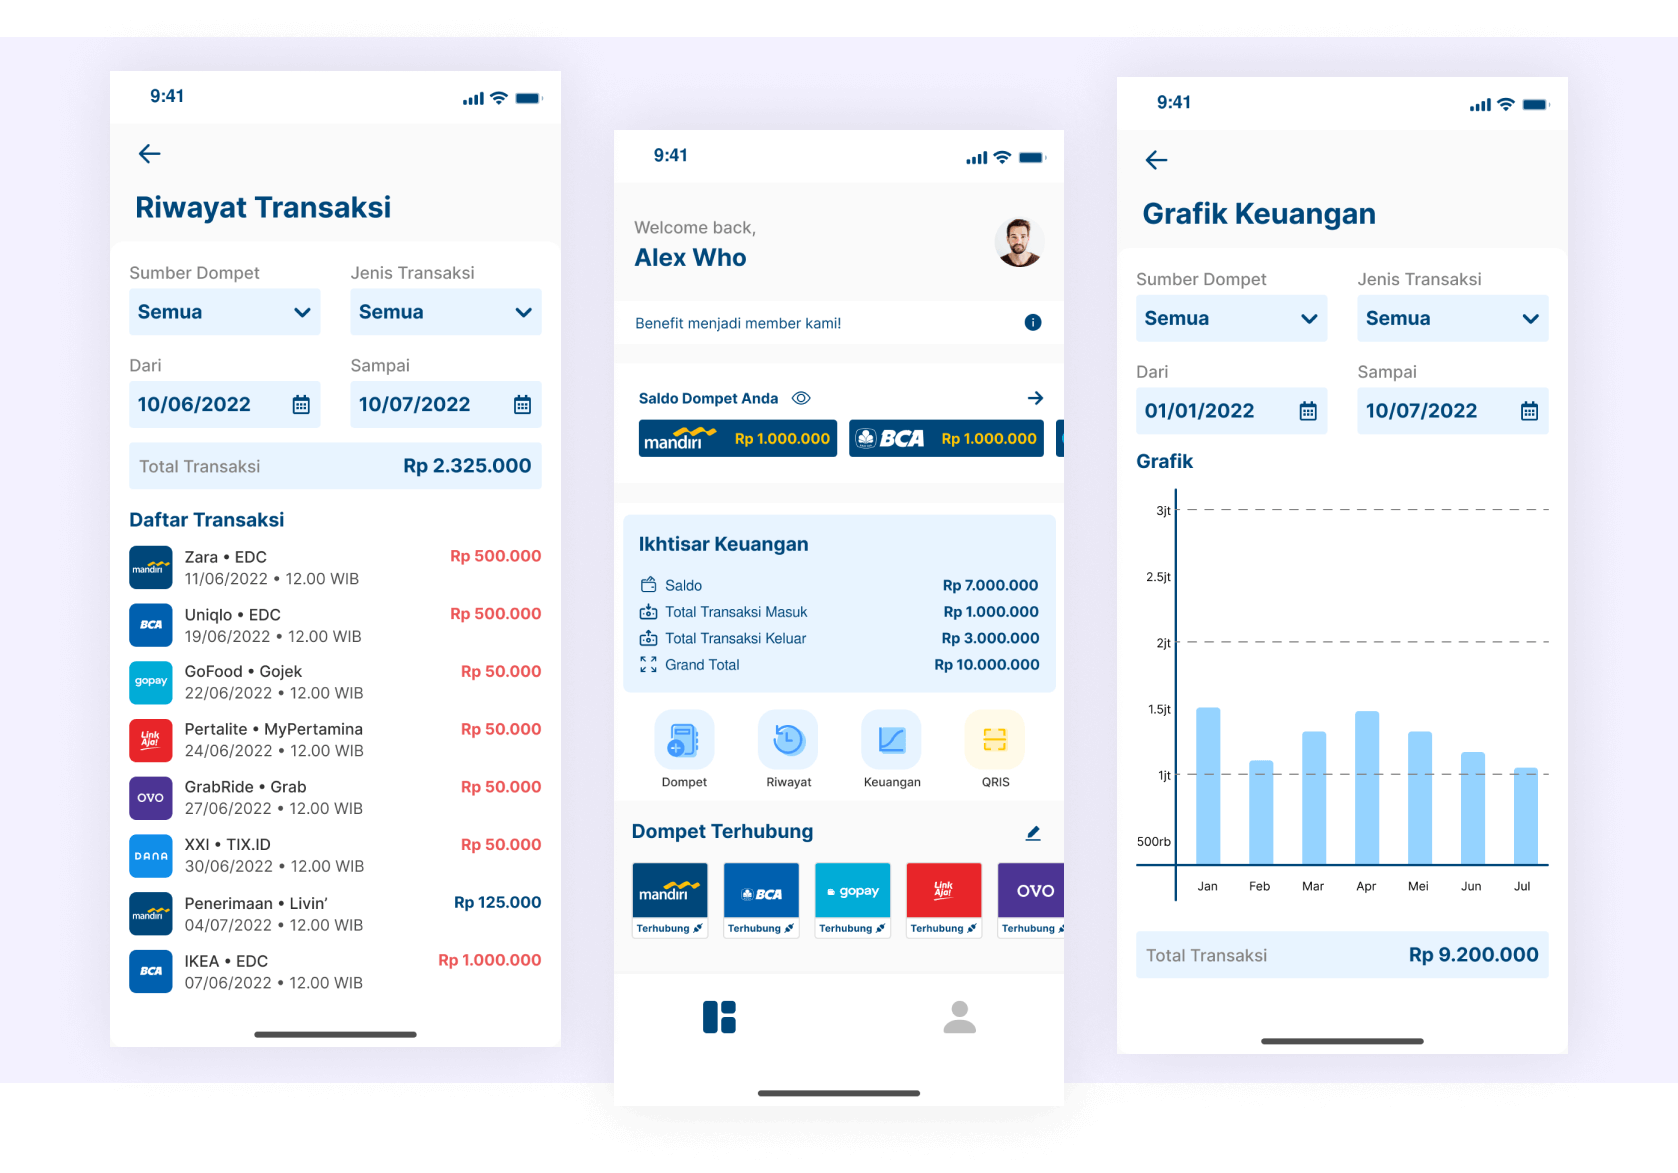 9:41
Riwayat Transaksi
Sumber Dompet
Jenis Transaksi
Semua
Semua
Dari
Sampai
10/06/2022
10/07/2022
Total Transaksi
Rp 2.325.000
Daftar Transaksi
mandiri
Zara • EDC
Rp 500.000
11/06/2022 • 12.00 WIB
BCA
Uniqlo • EDC
Rp 500.000
19/06/2022 • 12.00 WIB
gopay
GoFood • Gojek
Rp 50.000
22/06/2022 • 12.00 WIB
Link
Aja!
Pertalite • MyPertamina
Rp 50.000
24/06/2022 • 12.00 WIB
OVO
GrabRide • Grab
Rp 50.000
27/06/2022 • 12.00 WIB
DANA
XXI • TIX.ID
Rp 50.000
30/06/2022 • 12.00 WIB
mandiri
Penerimaan • Livin’
Rp 125.000
04/07/2022 • 12.00 WIB
BCA
IKEA • EDC
Rp 1.000.000
07/06/2022 • 12.00 WIB
9:41
Welcome back,
Alex Who
Benefit menjadi member kami!
Saldo Dompet Anda
mandiri Rp 1.000.000
BCA Rp 1.000.000
Ikhtisar Keuangan
Saldo Rp 7.000.000
Total Transaksi Masuk Rp 1.000.000
Total Transaksi Keluar Rp 3.000.000
Grand Total Rp 10.000.000
Dompet
Riwayat
Keuangan
QRIS
Dompet Terhubung
mandiri
BCA
gopay
Link
Aja!
OVO
Terhubung
Terhubung
Terhubung
Terhubung
Terhubung
9:41
Grafik Keuangan
Sumber Dompet
Jenis Transaksi
Semua
Semua
Dari
Sampai
01/01/2022
10/07/2022
Grafik
3jt
2.5jt
2jt
1.5jt
1jt
500rb
Jan
Feb
Mar
Apr
Mei
Jun
Jul
Total Transaksi
Rp 9.200.000